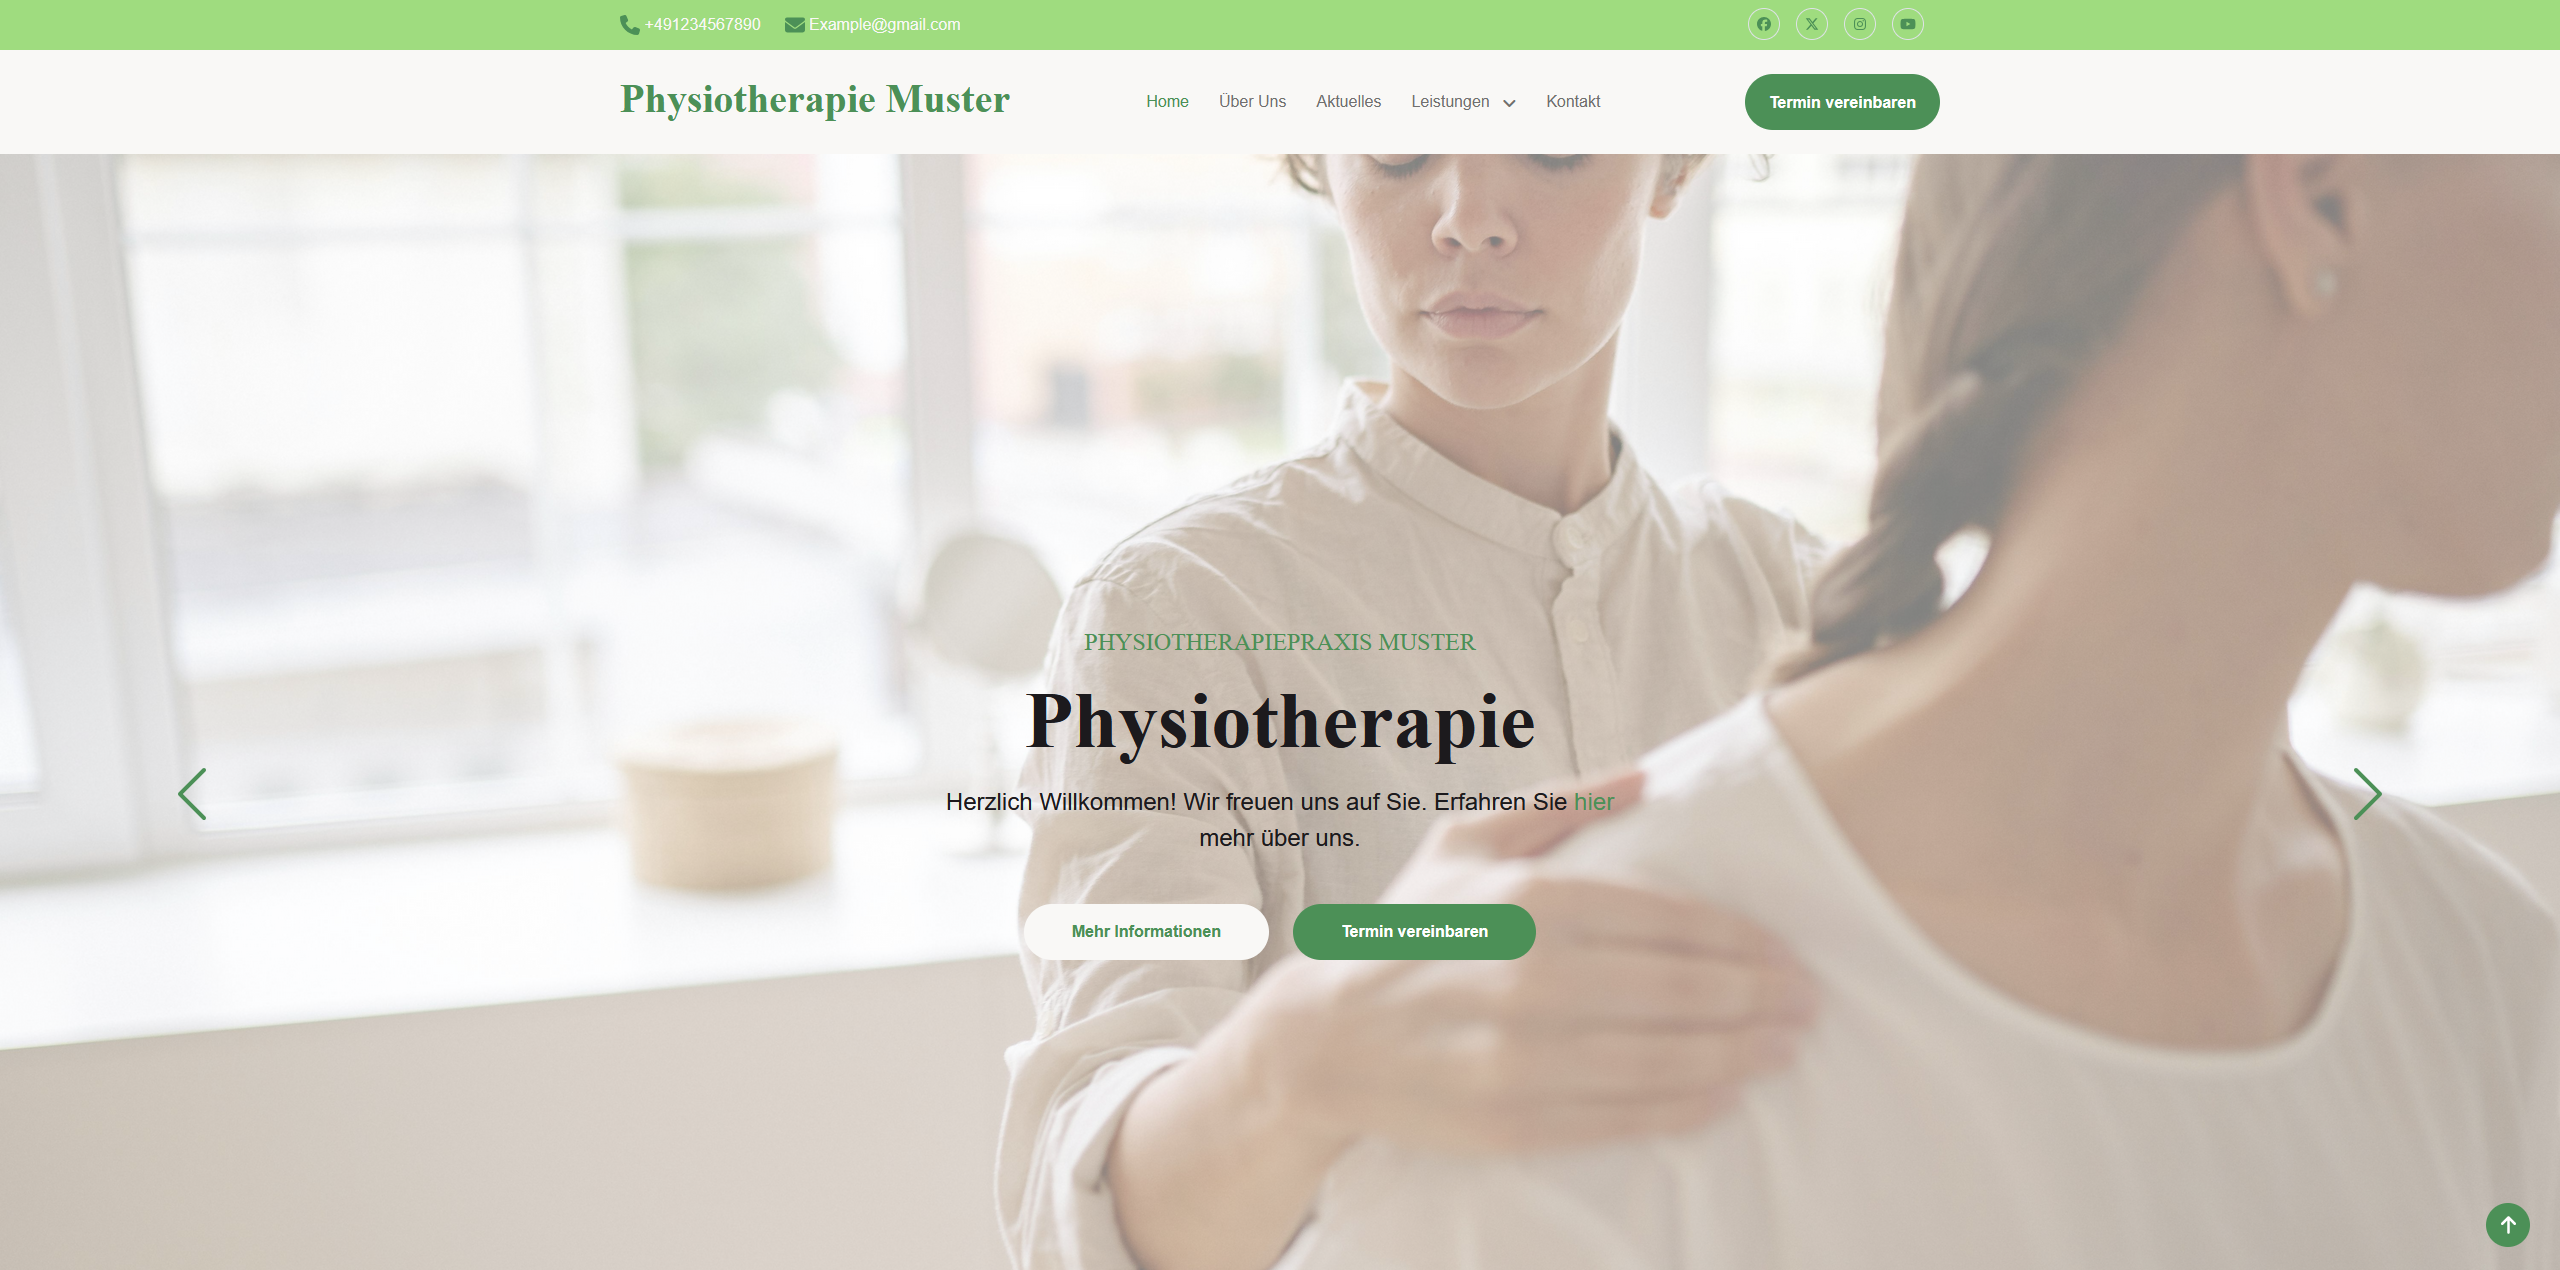 +491234567890 Example@gmail.com
Physiotherapie Muster Home Über Uns Aktuelles Leistungen Kontakt Termin vereinbaren
PHYSIOTHERAPIEPRAXIS MUSTER
Physiotherapie
Herzlich Willkommen! Wir freuen uns auf Sie. Erfahren Sie hier
mehr über uns.
Mehr Informationen Termin vereinbaren